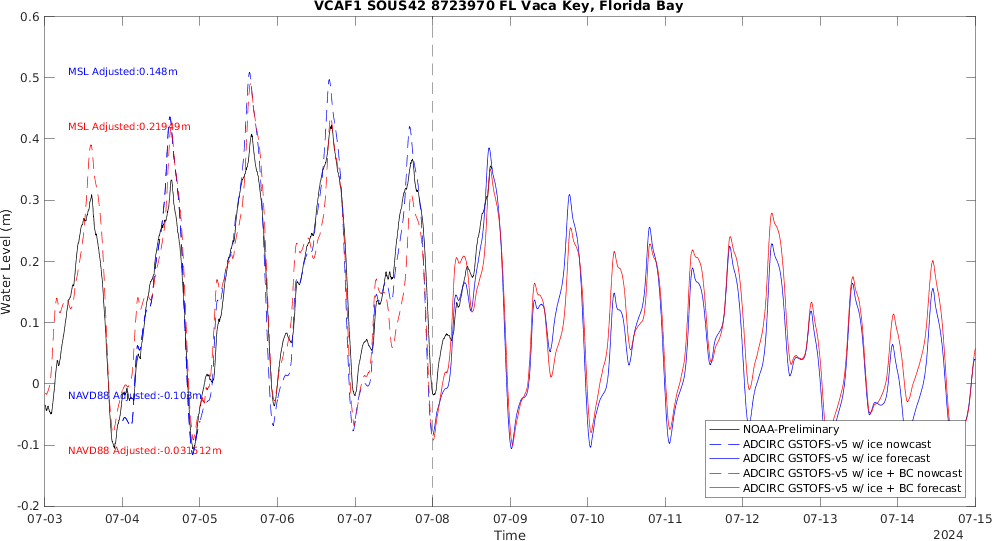 VCAF1 SOUS42 8723970 FL Vaca Key, Florida Bay
0.6
0.5
0.4
0.3
0.2
0.1
0
-0.1
-0.2
Water Level (m)
MSL Adjusted:0.148m
MSL Adjusted:0.21949m
NAVD88 Adjusted:-0.103m
NAVD88 Adjusted:-0.031512m
NOAA-Preliminary
ADCIRC GSTOFS-v5 w/ ice nowcast
ADCIRC GSTOFS-v5 w/ ice forecast
ADCIRC GSTOFS-v5 w/ ice + BC nowcast
ADCIRC GSTOFS-v5 w/ ice + BC forecast
07-03 07-04 07-05 07-06 07-07 07-08 07-09 07-10 07-11 07-12 07-13 07-14 07-15
Time
2024